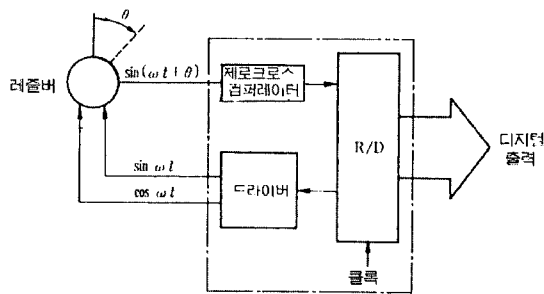 θ
sin(ωt+θ)
레졸버
제로크로스
컴퍼레이터
R/D
디지털
출력
sin ωt
cos ωt
드라이버
클록